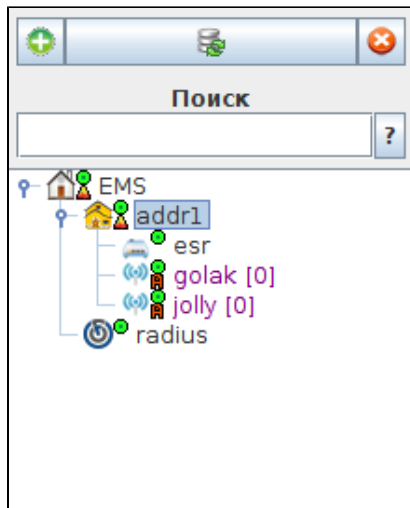 Поиск
?
EMS
addr1
esr
golak [0]
jolly [0]
radius